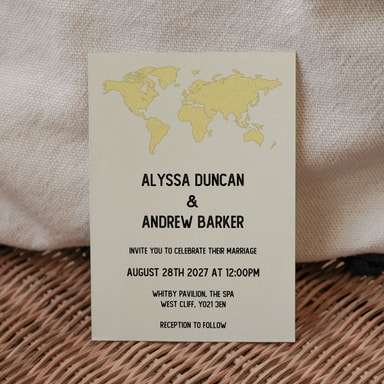 ALYSSA DUNCAN
&
ANDREW BARKER
INVITE YOU TO CELEBRATE THEIR MARRIAGE
AUGUST 28TH 2027 AT 12:00PM
WHITBY PAVILION, THE SPA
WEST CLIFF, YO21 3EN
RECEPTION TO FOLLOW